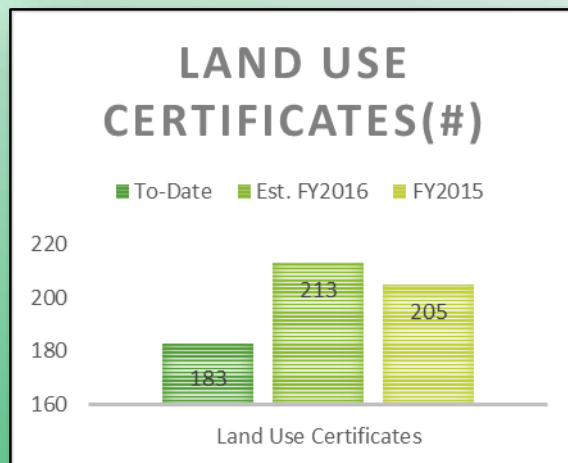 LAND USE
CERTIFICATES(#)
To-Date Est. FY2016 FY2015
220
200
180
160
183
213
205
Land Use Certificates